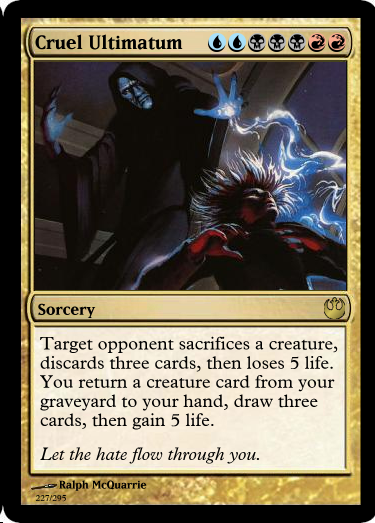 Cruel Ultimatum
Sorcery
Target opponent sacrifices a creature,
discards three cards, then loses 5 life.
You return a creature card from your
graveyard to your hand, draw three
cards, then gain 5 life.
Let the hate flow through you.
Ralph McQuarrie
227/295